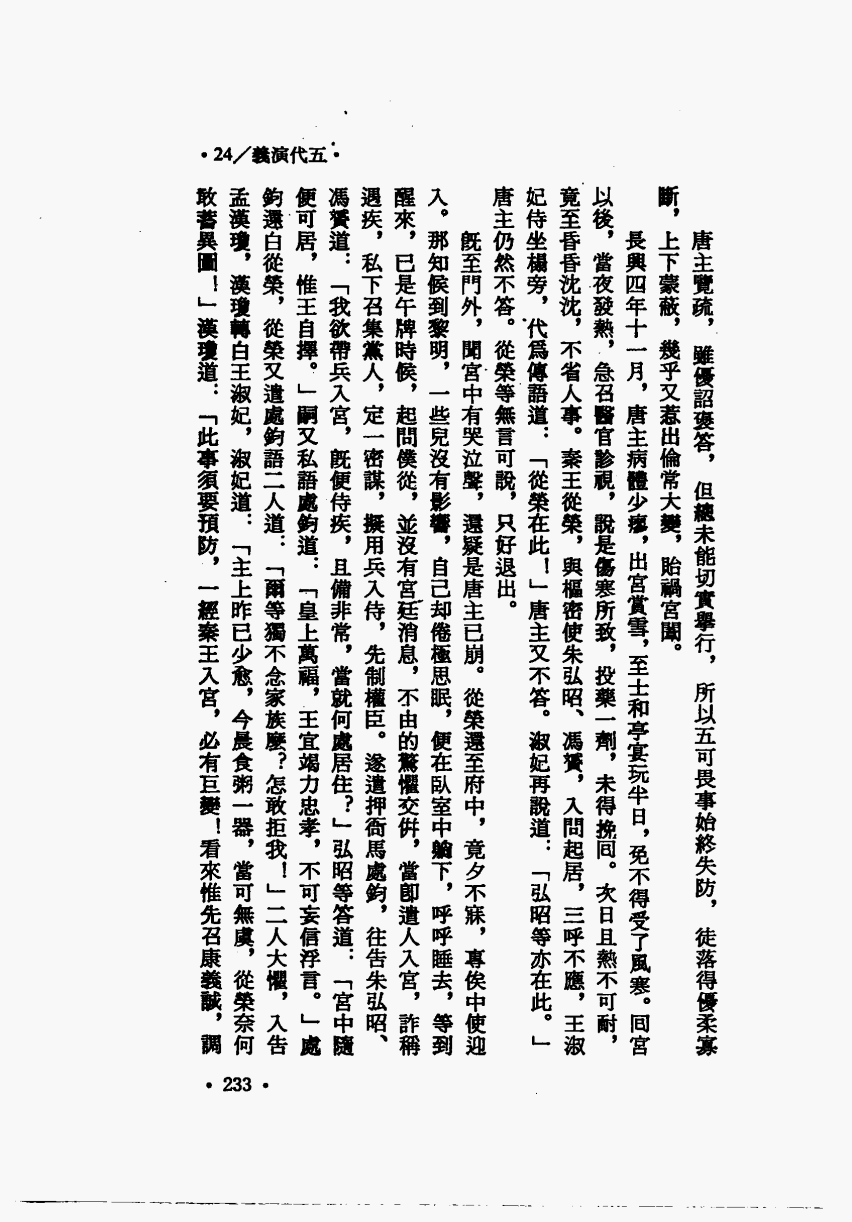 •24／義演代五•
唐主覽疏，雖優詔褒答，但總未能切實舉行，所以五可畏事始終失防，徒落得優柔寡
斷，上下蒙蔽，幾乎又惹出倫常大變，貽禍宮闈。
長興四年十一月，唐主病體少瘳，出宮賞雪，至士和亭宴玩半日，免不得受了風寒。回宮
以後，當夜發熱，急召醫官診視，說是傷寒所致，投藥一劑，未得挽回。次日且熱不可耐，
竟至昏昏沈沈，不省人事。秦王從榮，與樞密使朱弘昭、馮贇，入問起居，三呼不應，王淑
妃侍坐榻旁，代為傳語道：「從榮在此！」唐主又不答。淑妃再說道：「弘昭等亦在此。」
唐主仍然不答。從榮等無言可說，只好退出。
既至門外，聞宮中有哭泣聲，還疑是唐主已崩。從榮還至府中，竟夕不寐，專俟中使迎
入。那知候到黎明，一些兒沒有影響，自己却倦極思眠，便在臥室中躺下，呼呼睡去，等到
醒來，已是午牌時候，起問僕從，並沒有宮廷消息，不由的驚懼交併，當即遣人入宮，詐稱
遇疾，私下召集黨人，定一密謀，擬用兵入侍，先制權臣。遂遣押衙馬處鈞，往告朱弘昭、
馮贇道：「我欲帶兵入宮，既便侍疾，且備非常，當就何處居住？」弘昭等答道：「宮中隨
便可居，惟王自擇。」嗣又私語處鈞道：「皇上萬福，王宜竭力忠孝，不可妄信浮言。」處
鈞還白從榮，從榮又遣處鈞語二人道：「爾等獨不念家族麼？怎敢拒我！」二人大懼，入告
孟漢瓊，漢瓊轉白王淑妃，淑妃道：「主上昨已少愈，今晨食粥一器，當可無虞，從榮奈何
敢蓄異圖！」漢瓊道：「此事須要預防，一經秦王入宮，必有巨變！看來惟先召康義誠，調
•233•